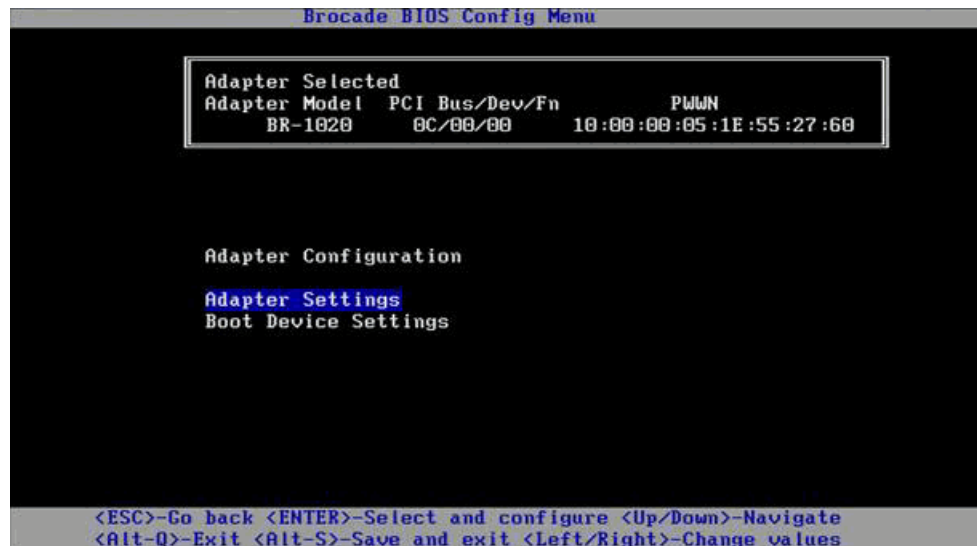 Brocade BIOS Config Menu
Adapter Selected
Adapter Model PCI Bus/Dev/Fn PWWN
BR-1020 0C/00/00 10:00:00:05:1E:55:27:60
Adapter Configuration
Adapter Settings
Boot Device Settings
<ESC>-Go back <ENTER>-Select and configure <Up/Down>-Navigate
<Alt-Q>-Exit <Alt-S>-Save and exit <Left/Right>-Change values